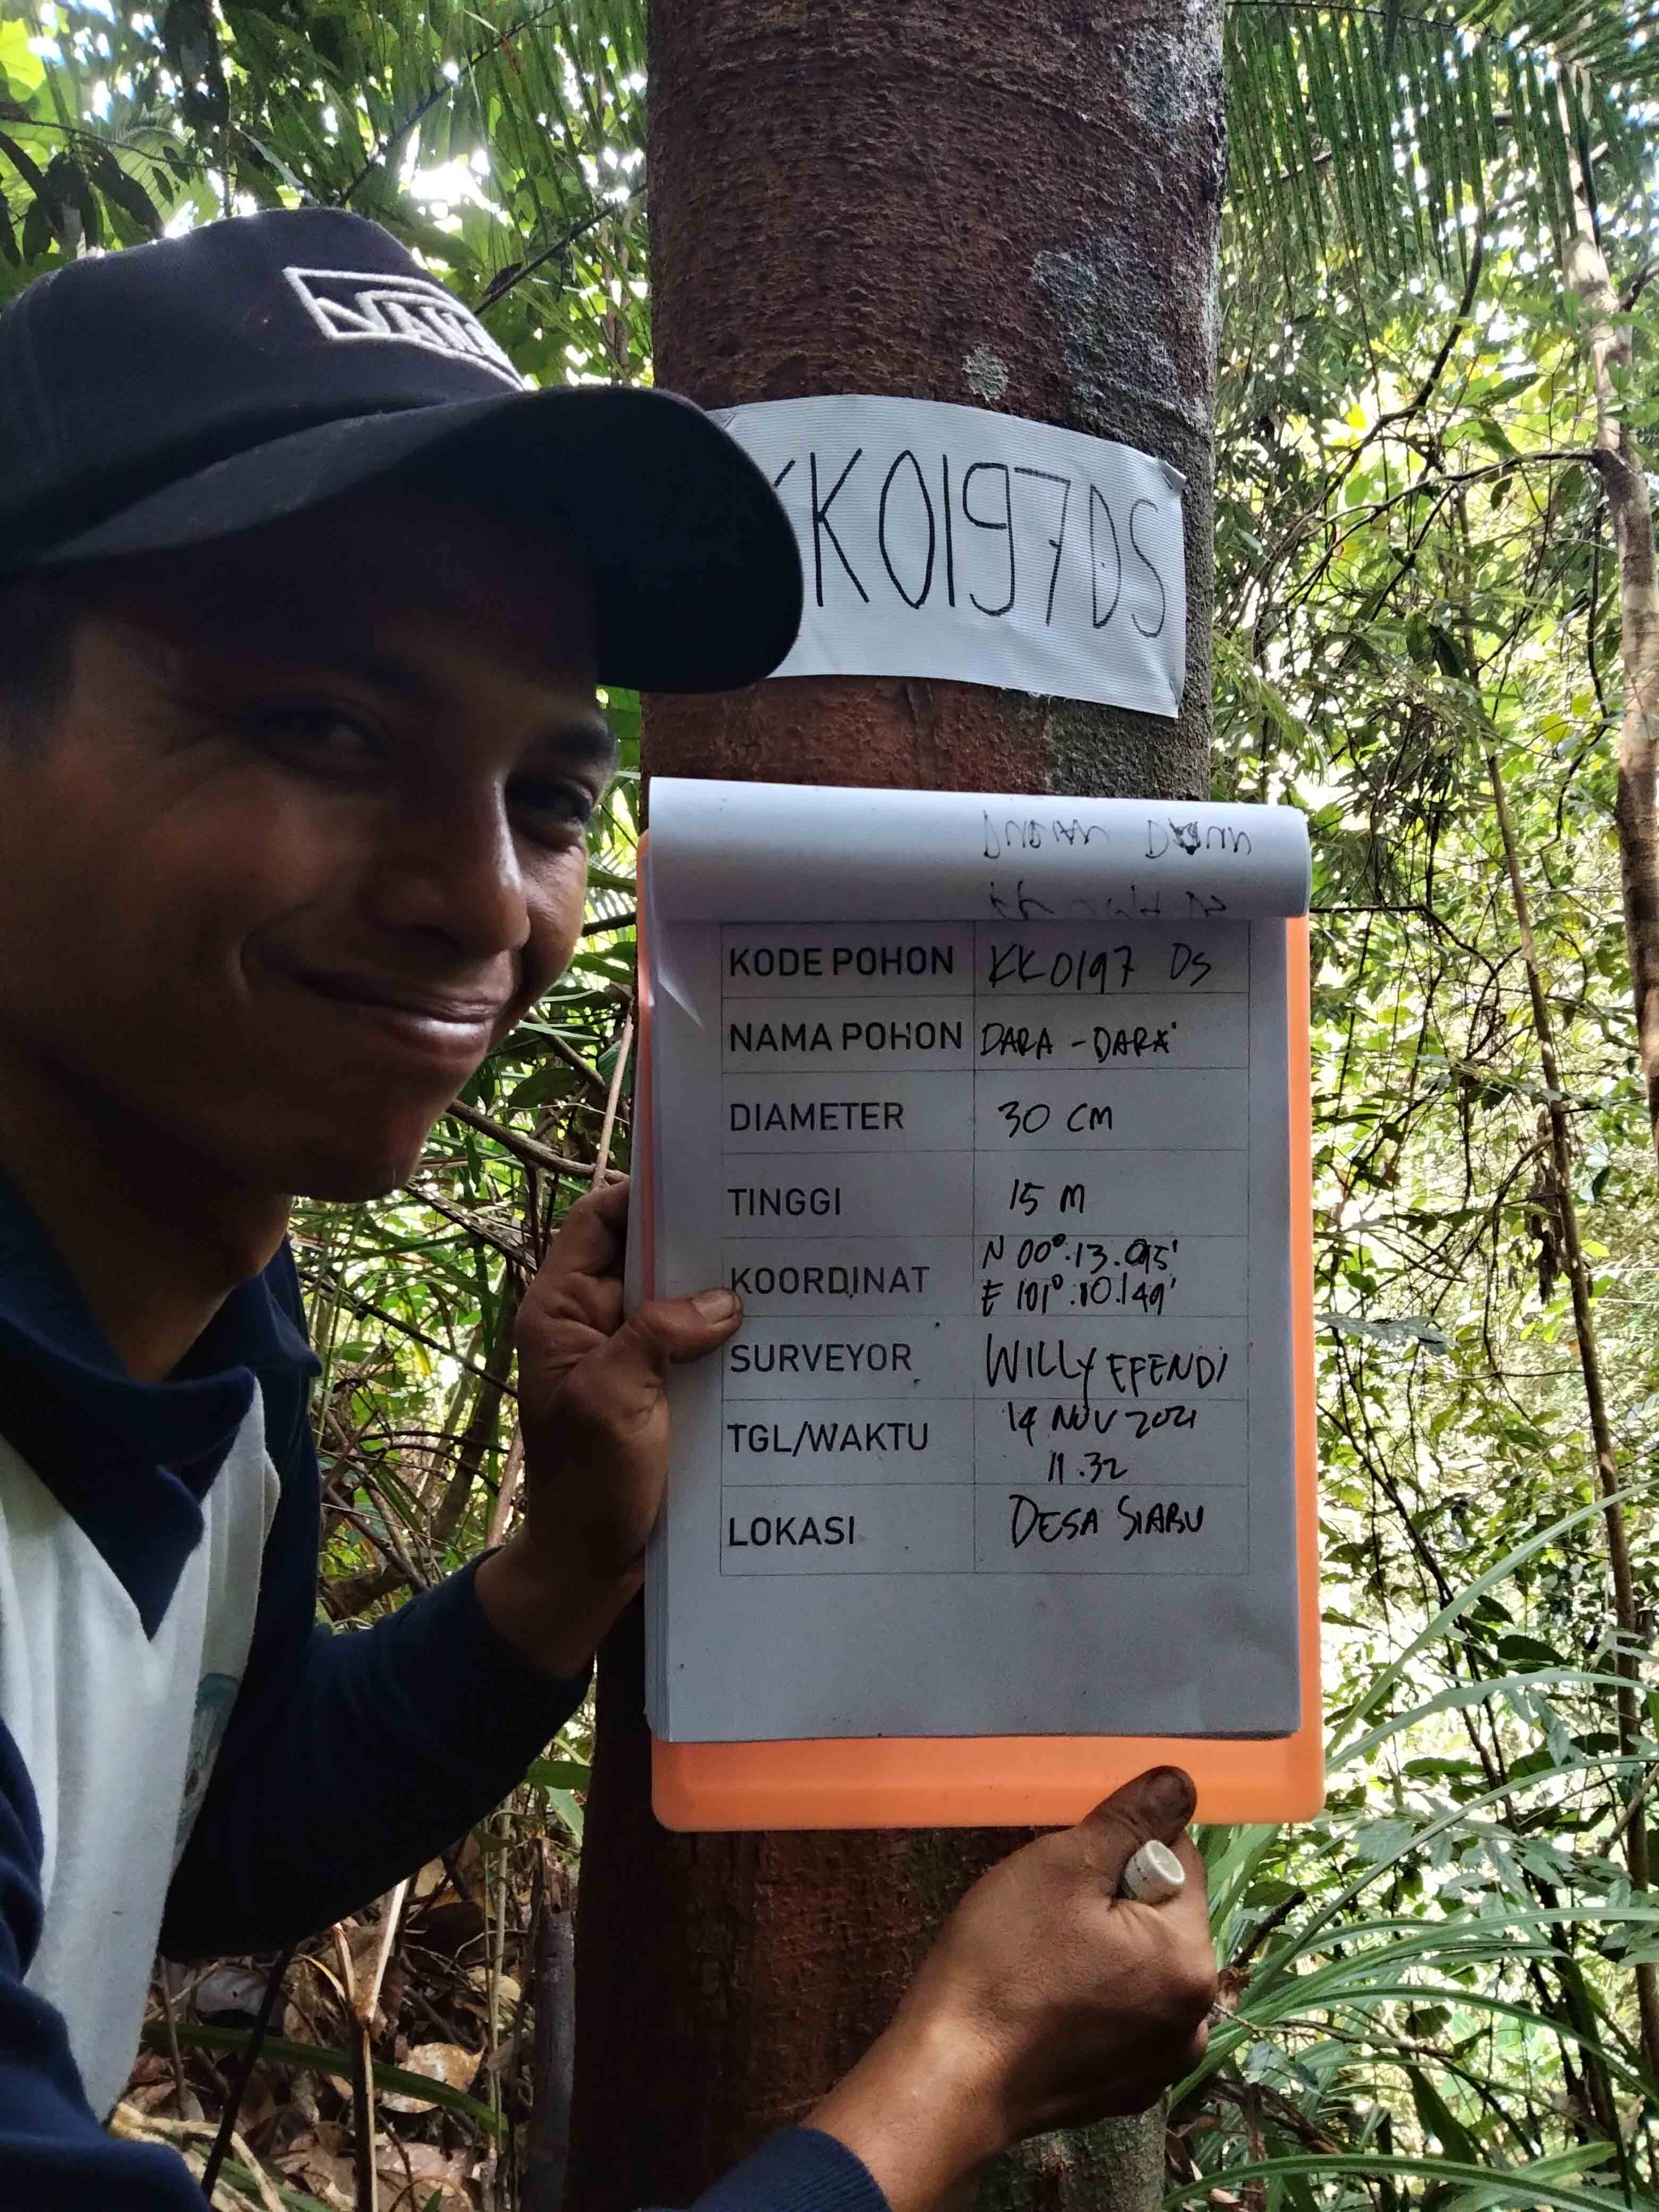 VANS
KK0197DS
KODE POHON KK0197 DS
NAMA POHON DARA - DARA'
DIAMETER 30 CM
TINGGI 15 M
KOORDINAT N 00°.13.095'
E 101°.10.149'
SURVEYOR WILLY EFENDI
TGL/WAKTU 14 NOV 2021
11.32
LOKASI DESA SIABU